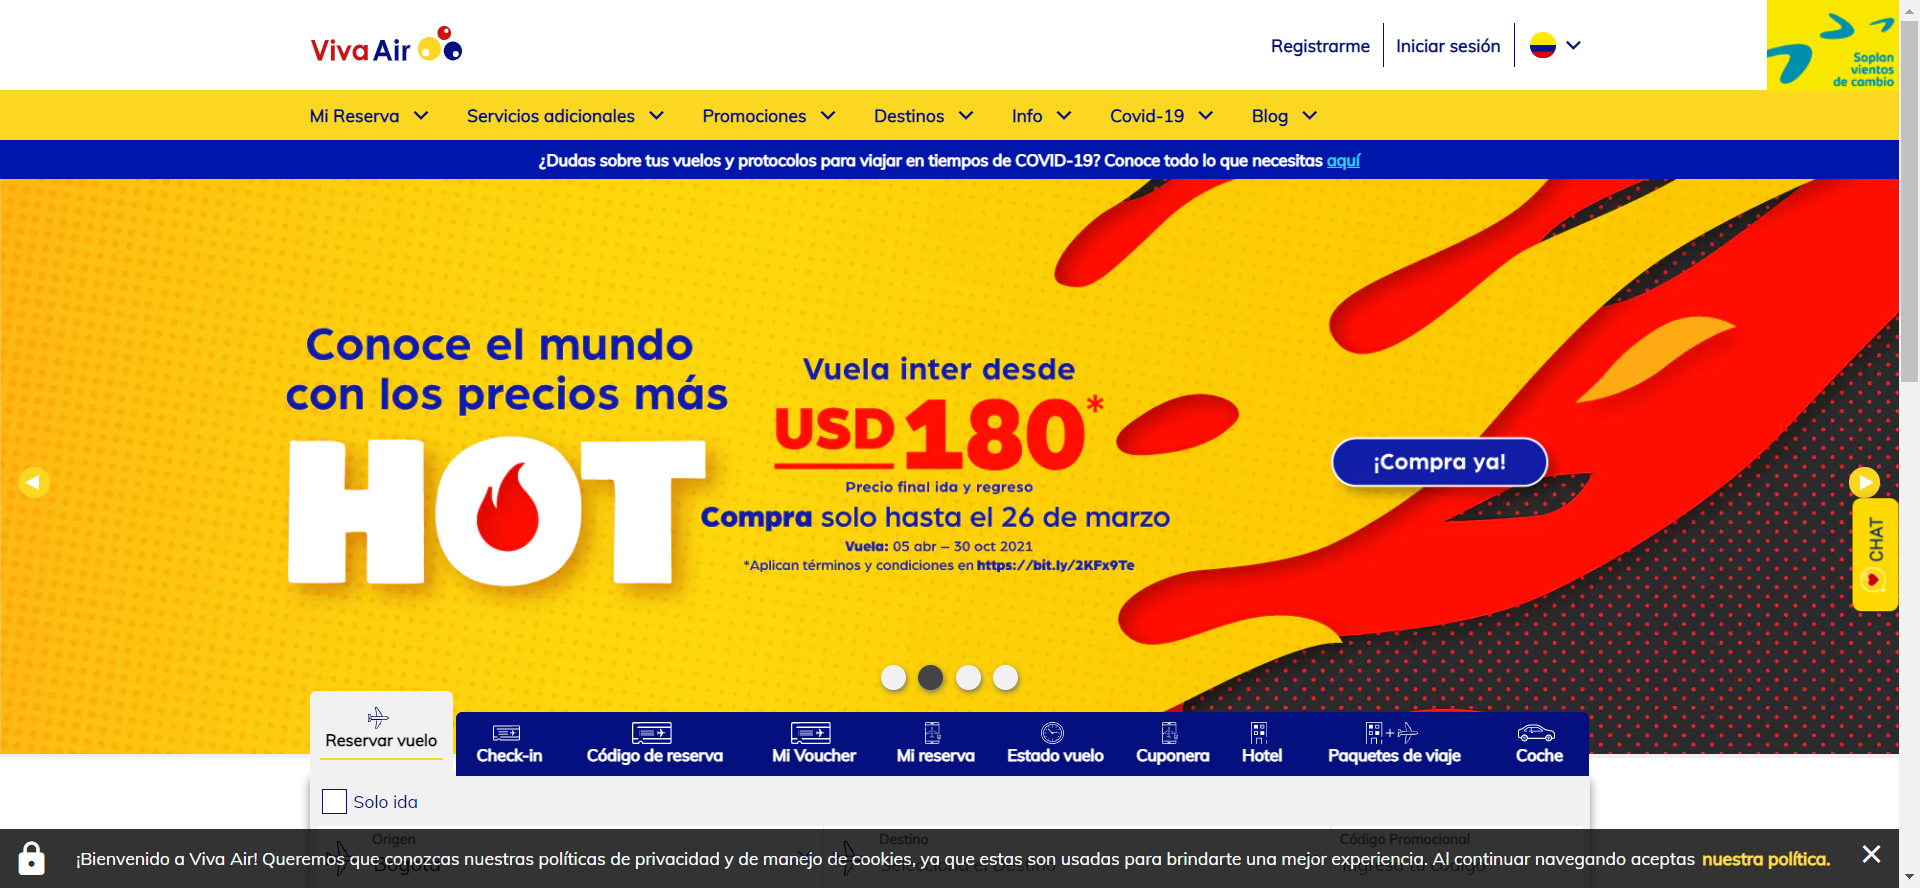 Viva Air
Registrarme
Iniciar sesión
Soplan
vientos
de cambio
Mi Reserva
Servicios adicionales
Promociones
Destinos
Info
Covid-19
Blog
¿Dudas sobre tus vuelos y protocolos para viajar en tiempos de COVID-19? Conoce todo lo que necesitas aquí
Conoce el mundo
con los precios más
HOT
Vuela inter desde
USD 180*
Precio final ida y regreso
Compra solo hasta el 26 de marzo
Vuela: 05 abr – 30 oct 2021
*Aplican términos y condiciones en https://bit.ly/2KFx9Te
¡Compra ya!
CHAT
Reservar vuelo
Check-in
Código de reserva
Mi Voucher
Mi reserva
Estado vuelo
Cuponera
Hotel
Paquetes de viaje
Coche
Solo ida
Origen
Destino
Código Promocional
Bogotá
Selecciona el Destino
Ingresa tu código
¡Bienvenido a Viva Air! Queremos que conozcas nuestras políticas de privacidad y de manejo de cookies, ya que estas son usadas para brindarte una mejor experiencia. Al continuar navegando aceptas nuestra política.